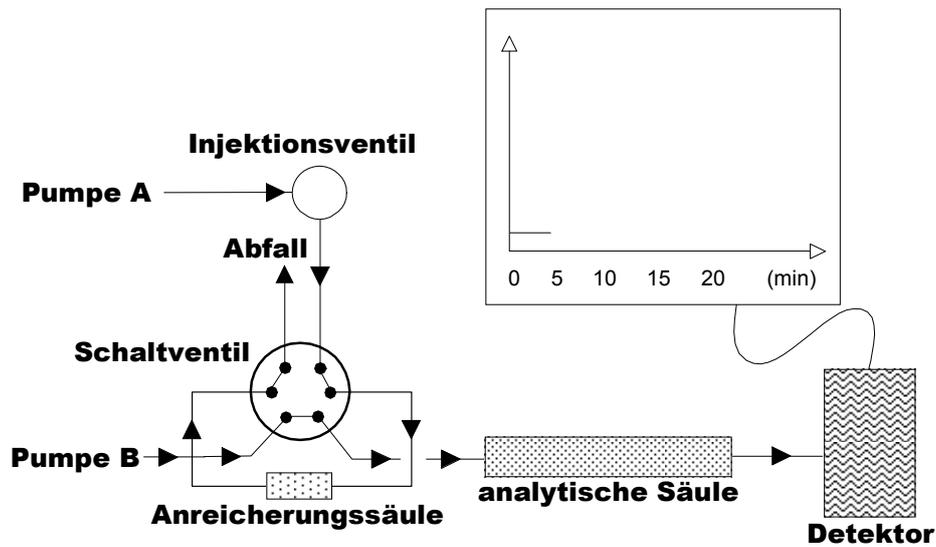 Injektionsventil
Pumpe A
Abfall
0 5 10 15 20 (min)
Schaltventil
Pumpe B
analytische Säule
Anreicherungssäule
Detektor